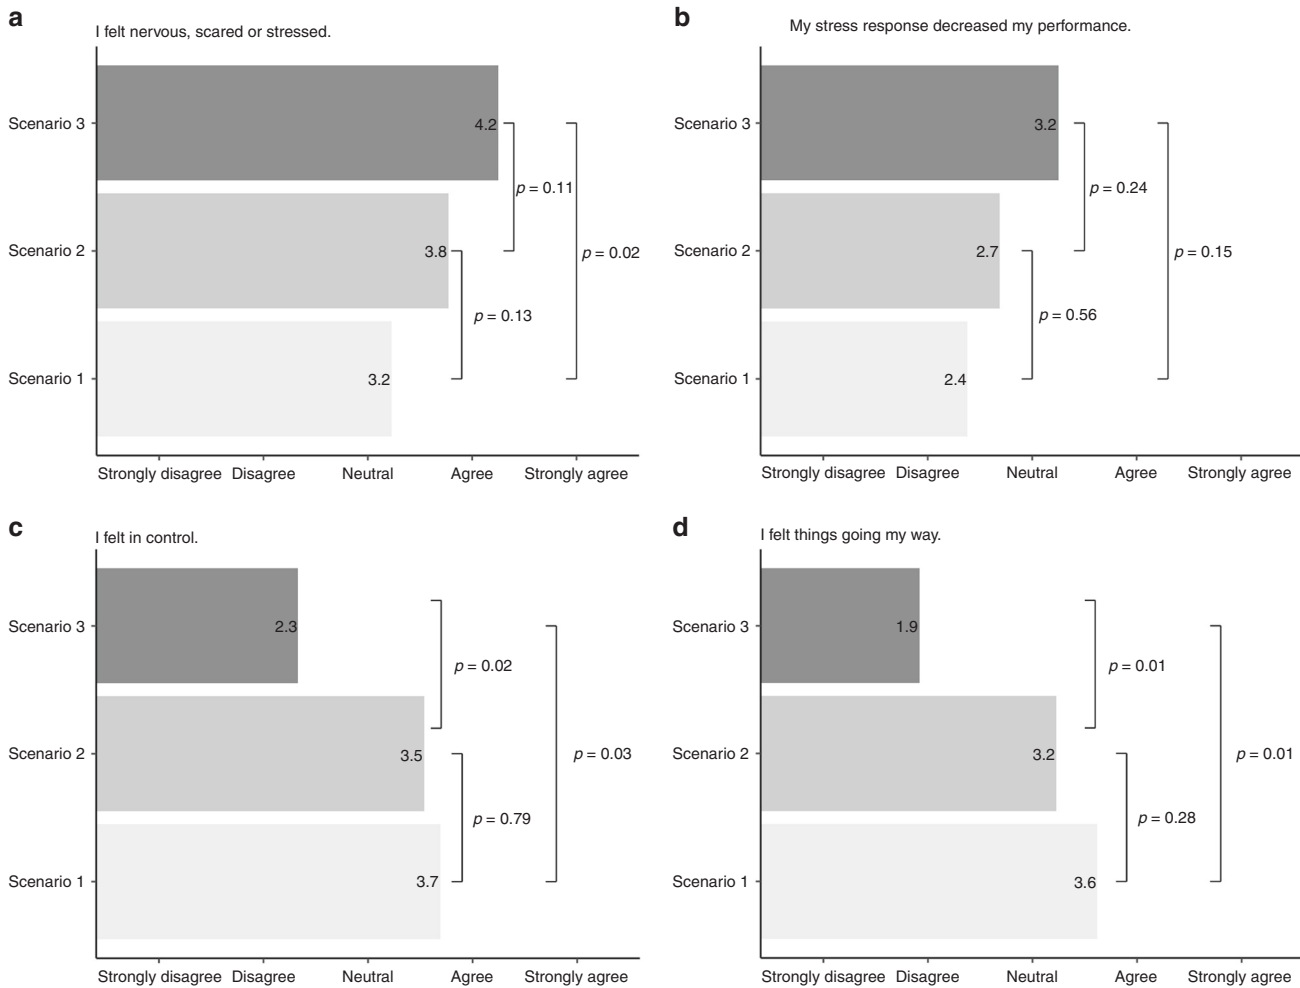 a
I felt nervous, scared or stressed.
Scenario 3
4.2
p = 0.11
Scenario 2
3.8
p = 0.02
p = 0.13
Scenario 1
3.2
Strongly disagree Disagree Neutral Agree Strongly agree
b
My stress response decreased my performance.
Scenario 3
3.2
p = 0.24
Scenario 2
2.7
p = 0.15
p = 0.56
Scenario 1
2.4
Strongly disagree Disagree Neutral Agree Strongly agree
c
I felt in control.
Scenario 3
2.3
p = 0.02
Scenario 2
3.5
p = 0.03
p = 0.79
Scenario 1
3.7
Strongly disagree Disagree Neutral Agree Strongly agree
d
I felt things going my way.
Scenario 3
1.9
p = 0.01
Scenario 2
3.2
p = 0.01
p = 0.28
Scenario 1
3.6
Strongly disagree Disagree Neutral Agree Strongly agree